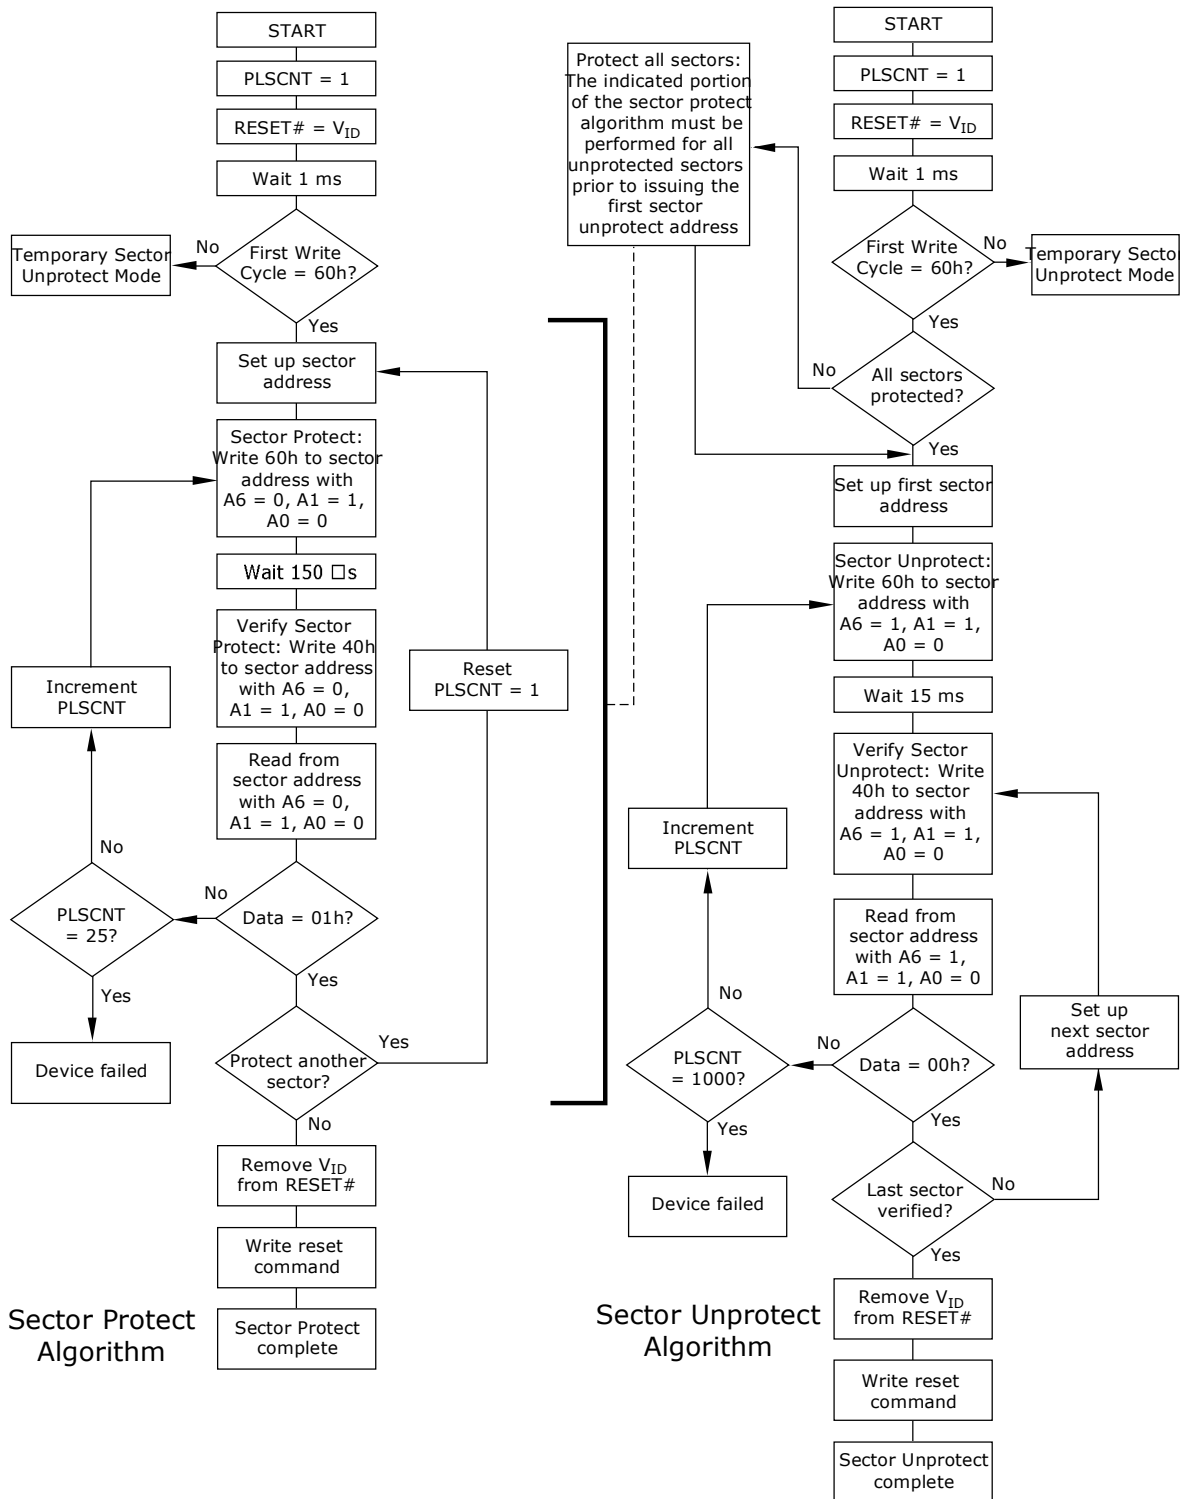 START
PLSCNT = 1
RESET# = VID
Wait 1 ms
First Write
Cycle = 60h?
No
Temporary Sector
Unprotect Mode
Yes
Set up sector
address
Sector Protect:
Write 60h to sector
address with
A6 = 0, A1 = 1,
A0 = 0
Wait 150 □s
Verify Sector
Protect: Write 40h
to sector address
with A6 = 0,
A1 = 1, A0 = 0
Increment
PLSCNT
Reset
PLSCNT = 1
Read from
sector address
with A6 = 0,
A1 = 1, A0 = 0
No
No
PLSCNT
= 25?
Data = 01h?
Yes
Yes
Device failed
Protect another
sector?
Yes
No
Remove VID
from RESET#
Write reset
command
Sector Protect
complete
Sector Protect
Algorithm
START
PLSCNT = 1
RESET# = VID
Wait 1 ms
Protect all sectors:
The indicated portion
of the sector protect
algorithm must be
performed for all
unprotected sectors
prior to issuing the
first sector
unprotect address
First Write
Cycle = 60h?
No
Temporary Sector
Unprotect Mode
Yes
No
All sectors
protected?
Yes
Set up first sector
address
Sector Unprotect:
Write 60h to sector
address with
A6 = 1, A1 = 1,
A0 = 0
Wait 15 ms
Verify Sector
Unprotect: Write
40h to sector
address with
A6 = 1, A1 = 1,
A0 = 0
Increment
PLSCNT
Read from
sector address
with A6 = 1,
A1 = 1, A0 = 0
No
Set up
next sector
address
No
PLSCNT
= 1000?
Data = 00h?
Yes
Yes
Device failed
Last sector
verified?
No
Yes
Remove VID
from RESET#
Write reset
command
Sector Unprotect
complete
Sector Unprotect
Algorithm